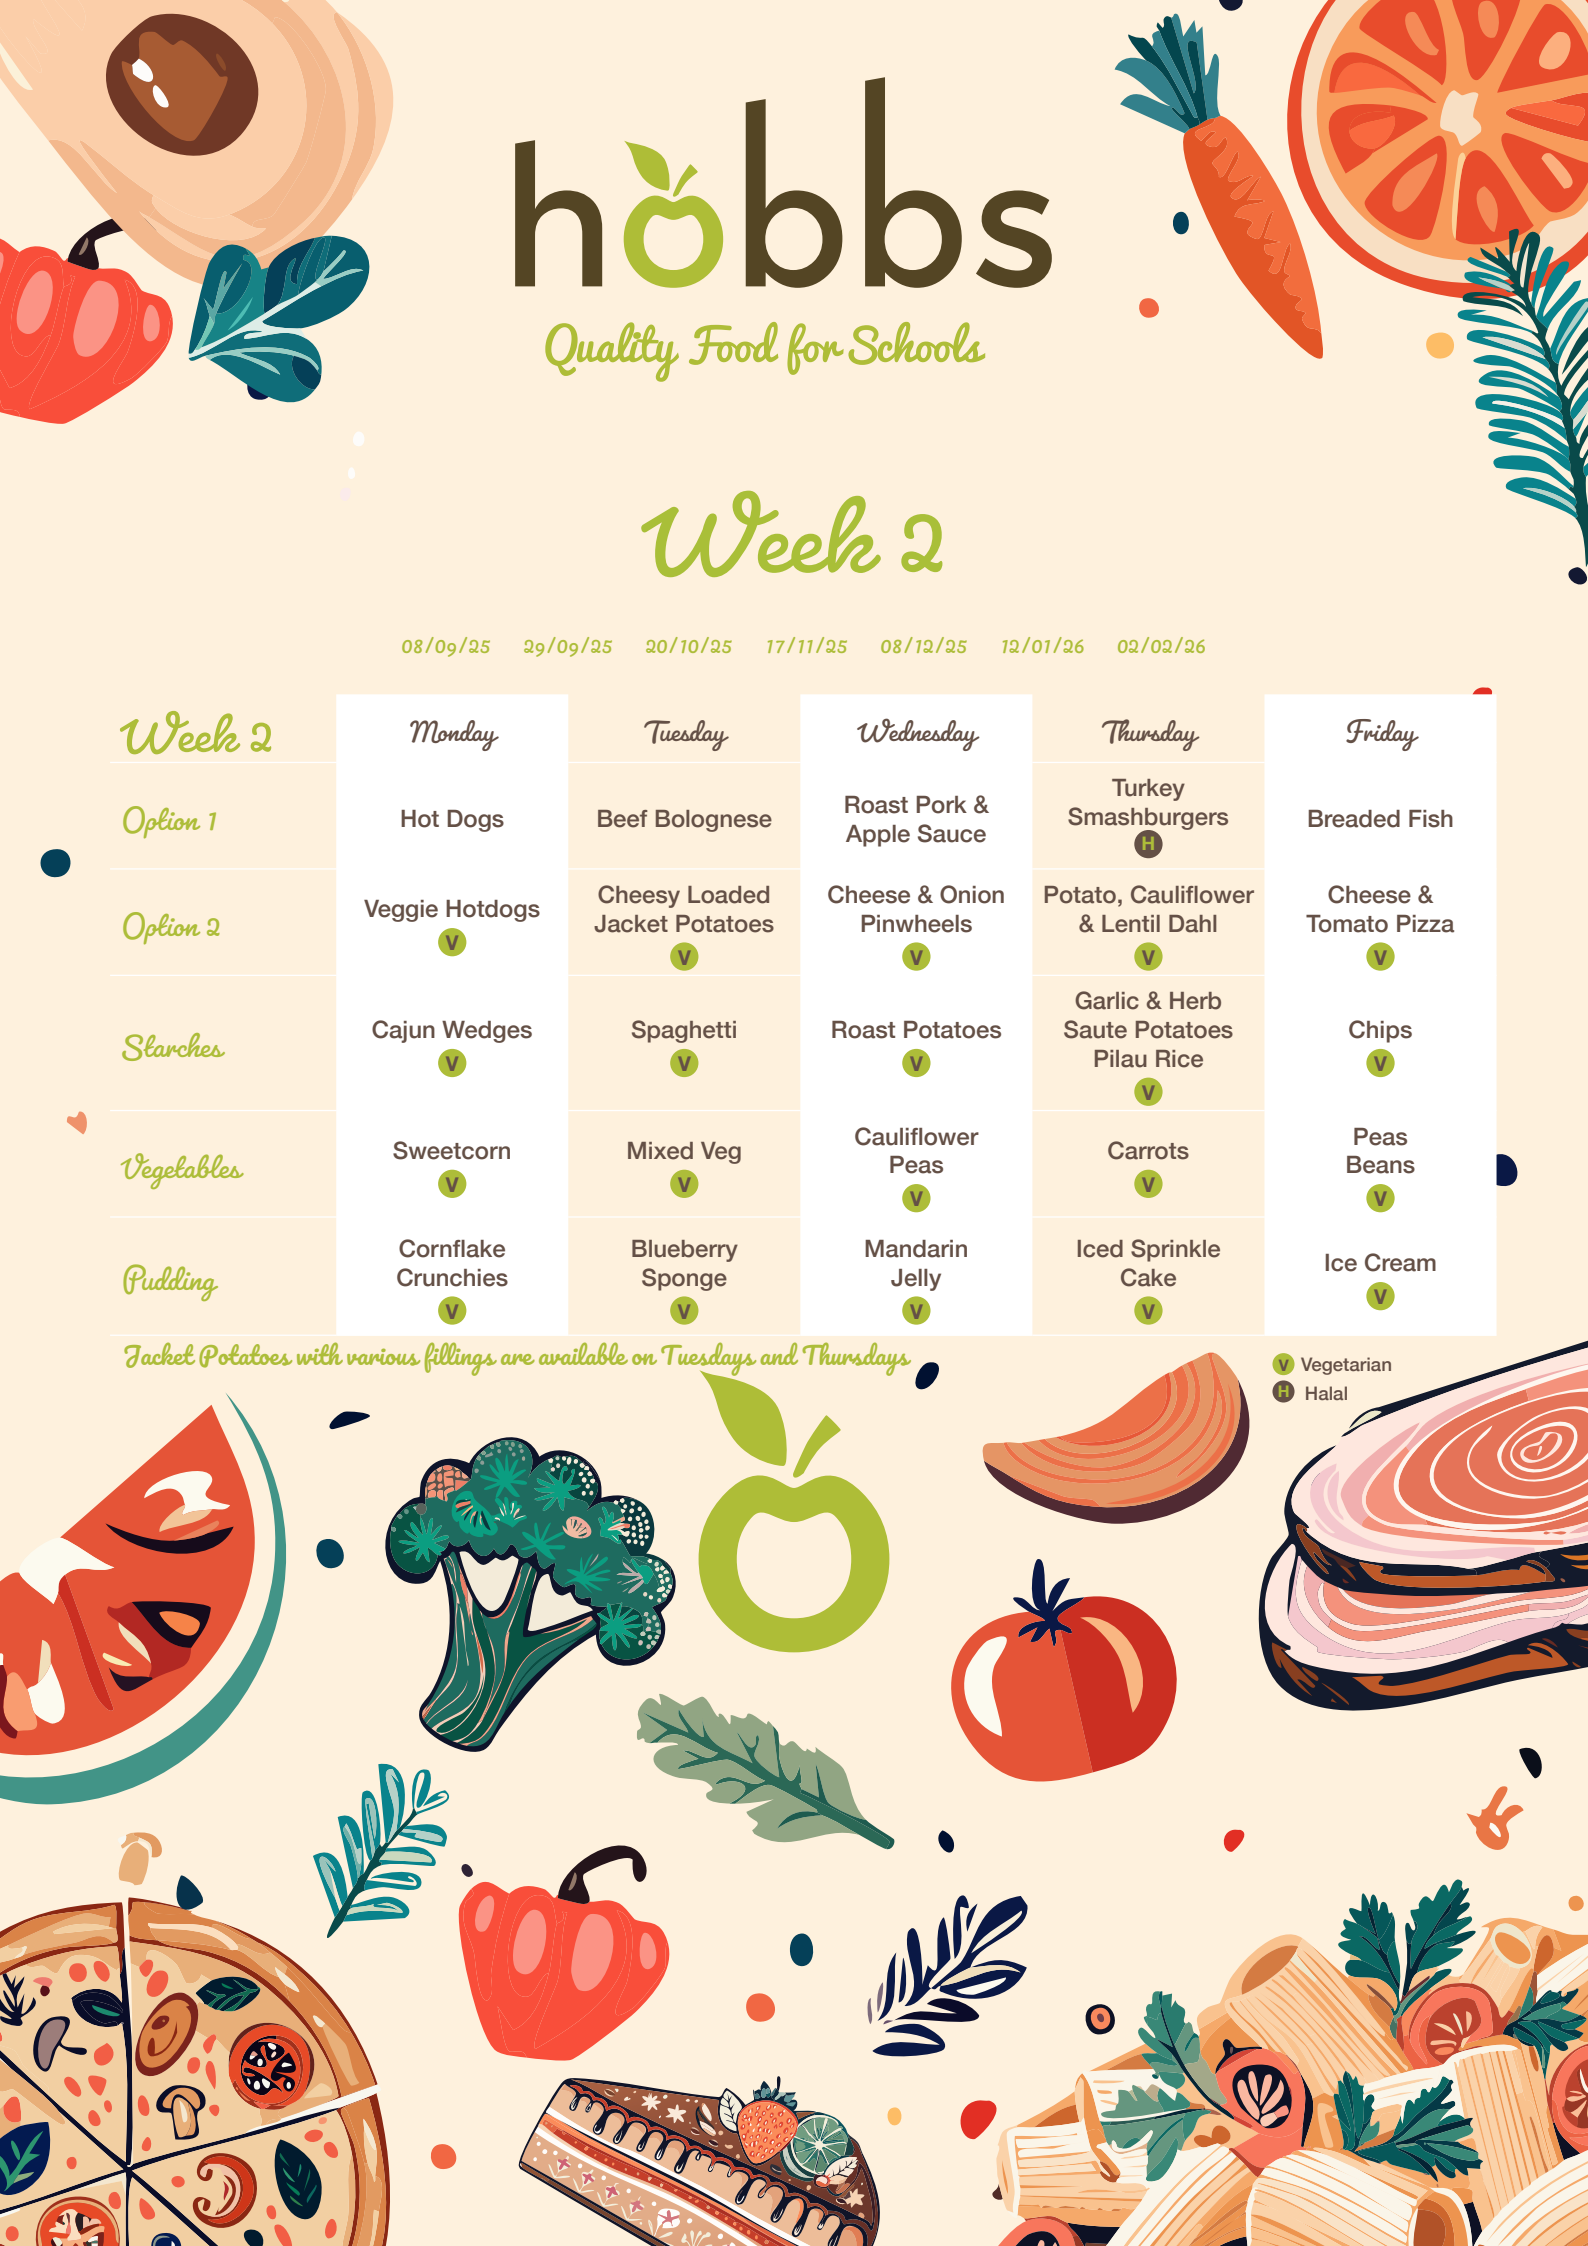 hobbs
Quality Food for Schools
Week 2
08/09/25 29/09/25 20/10/25 17/11/25 08/12/25 12/01/26 02/02/26
Week 2 Monday Tuesday Wednesday Thursday Friday
Option 1
Hot Dogs
Beef Bolognese
Roast Pork &
Apple Sauce
Turkey
Smashburgers
H
Breaded Fish
Option 2
Veggie Hotdogs
V
Cheesy Loaded
Jacket Potatoes
V
Cheese & Onion
Pinwheels
V
Potato, Cauliflower
& Lentil Dahl
V
Cheese &
Tomato Pizza
V
Starches
Cajun Wedges
V
Spaghetti
V
Roast Potatoes
V
Garlic & Herb
Saute Potatoes
Pilau Rice
V
Chips
V
Vegetables
Sweetcorn
V
Mixed Veg
V
Cauliflower
Peas
V
Carrots
V
Peas
Beans
V
Pudding
Cornflake
Crunchies
V
Blueberry
Sponge
V
Mandarin
Jelly
V
Iced Sprinkle
Cake
V
Ice Cream
V
Jacket Potatoes with various fillings are available on Tuesdays and Thursdays
V Vegetarian
H Halal